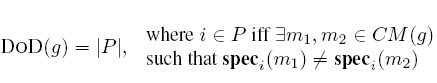 DoD(g) = |P|, where i ∈ P iff ∃m₁, m₂ ∈ CM(g)
such that specᵢ(m₁) ≠ specᵢ(m₂)